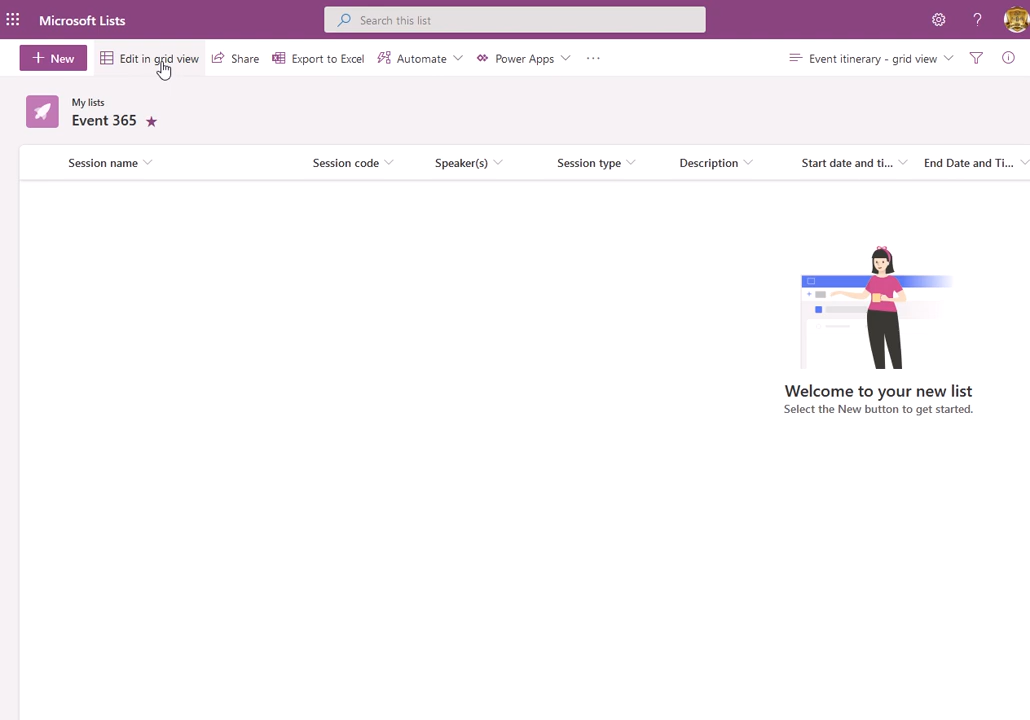 Microsoft Lists
Search this list
?
+ New
Edit in grid view
Share
Export to Excel
Automate
Power Apps
···
Event itinerary - grid view
My lists
Event 365
Session name
Session code
Speaker(s)
Session type
Description
Start date and ti...
End Date and Ti...
Welcome to your new list
Select the New button to get started.